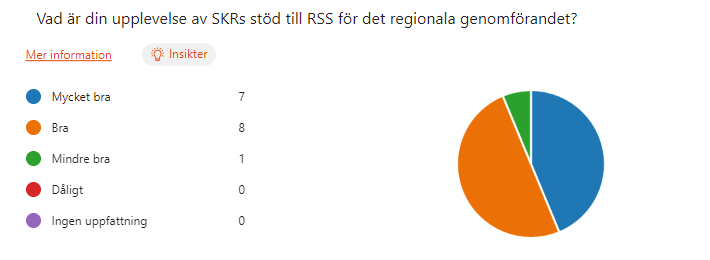 Vad är din upplevelse av SKRs stöd till RSS för det regionala genomförandet?
Mer information Insikter
Mycket bra 7
Bra 8
Mindre bra 1
Dåligt 0
Ingen uppfattning 0